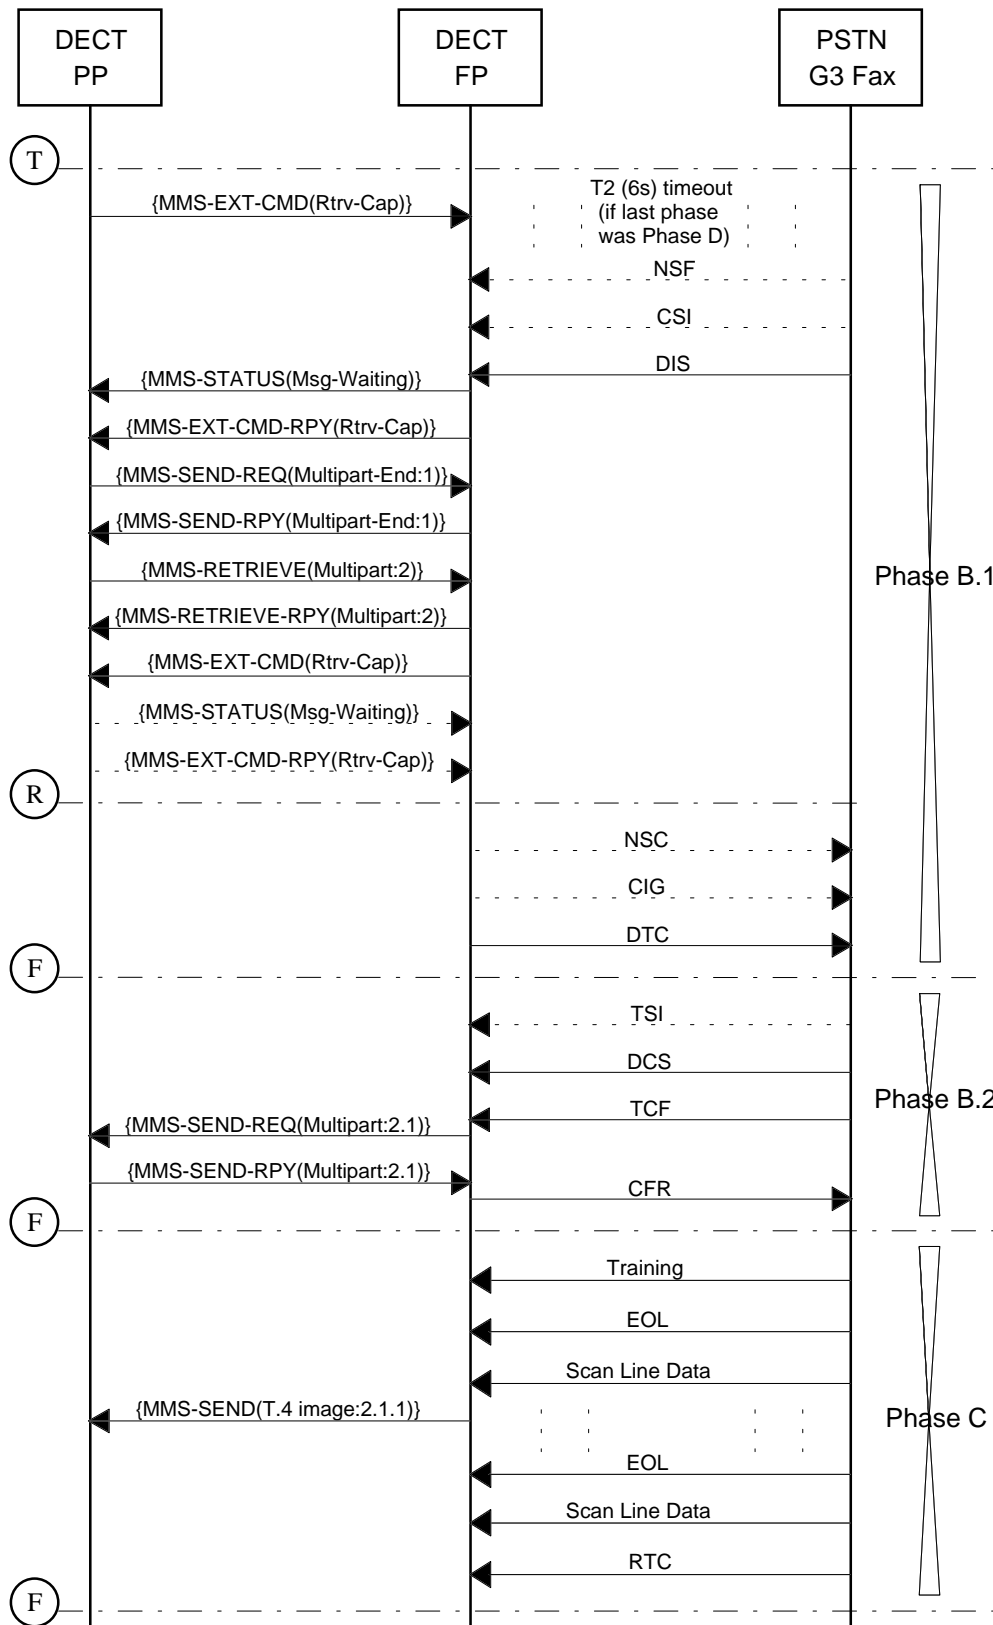 DECT
PP
DECT
FP
PSTN
G3 Fax
T
{MMS-EXT-CMD(Rtrv-Cap)}
T2 (6s) timeout
(if last phase
was Phase D)
NSF
CSI
DIS
{MMS-STATUS(Msg-Waiting)}
{MMS-EXT-CMD-RPY(Rtrv-Cap)}
{MMS-SEND-REQ(Multipart-End:1)}
{MMS-SEND-RPY(Multipart-End:1)}
{MMS-RETRIEVE(Multipart:2)}
Phase B.1
{MMS-RETRIEVE-RPY(Multipart:2)}
{MMS-EXT-CMD(Rtrv-Cap)}
{MMS-STATUS(Msg-Waiting)}
{MMS-EXT-CMD-RPY(Rtrv-Cap)}
R
NSC
CIG
DTC
F
TSI
DCS
Phase B.2
TCF
{MMS-SEND-REQ(Multipart:2.1)}
{MMS-SEND-RPY(Multipart:2.1)}
CFR
F
Training
EOL
Scan Line Data
{MMS-SEND(T.4 image:2.1.1)}
Phase C
EOL
Scan Line Data
RTC
F